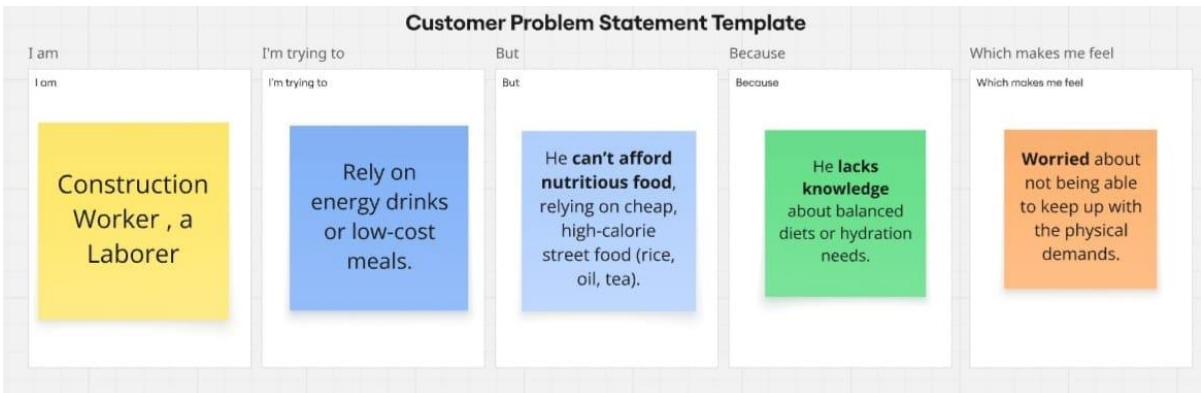 Customer Problem Statement Template
I am
I'm trying to
But
Because
Which makes me feel
I am
Construction
Worker , a
Laborer
I'm trying to
Rely on
energy drinks
or low-cost
meals.
But
He can’t afford
nutritious food,
relying on cheap,
high-calorie
street food (rice,
oil, tea).
Because
He lacks
knowledge
about balanced
diets or hydration
needs.
Which makes me feel
Worried about
not being able
to keep up with
the physical
demands.